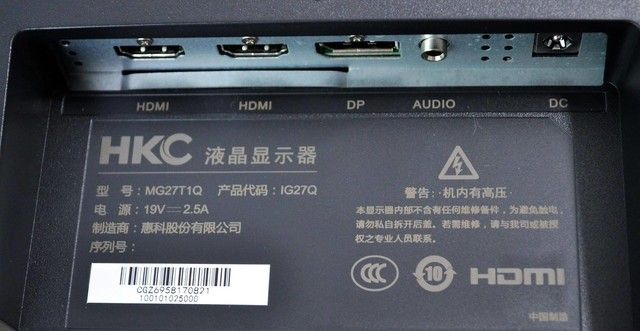 HDMI HDMI DP AUDIO DC
HKC 液晶显示器
型 号：MG27T1Q 产品代码：IG27Q
电 源：19V⎓2.5A
制造商：惠科股份有限公司
序列号：
CGZ6958170821
100101025000
警告：·机内有高压·
本显示器内部不含有任何维修备件，为避免触电，
请勿私自拆开后盖。若需维修，请与我司或被授
权之专业人员联系。
CCC 10 HDMI
中国制造